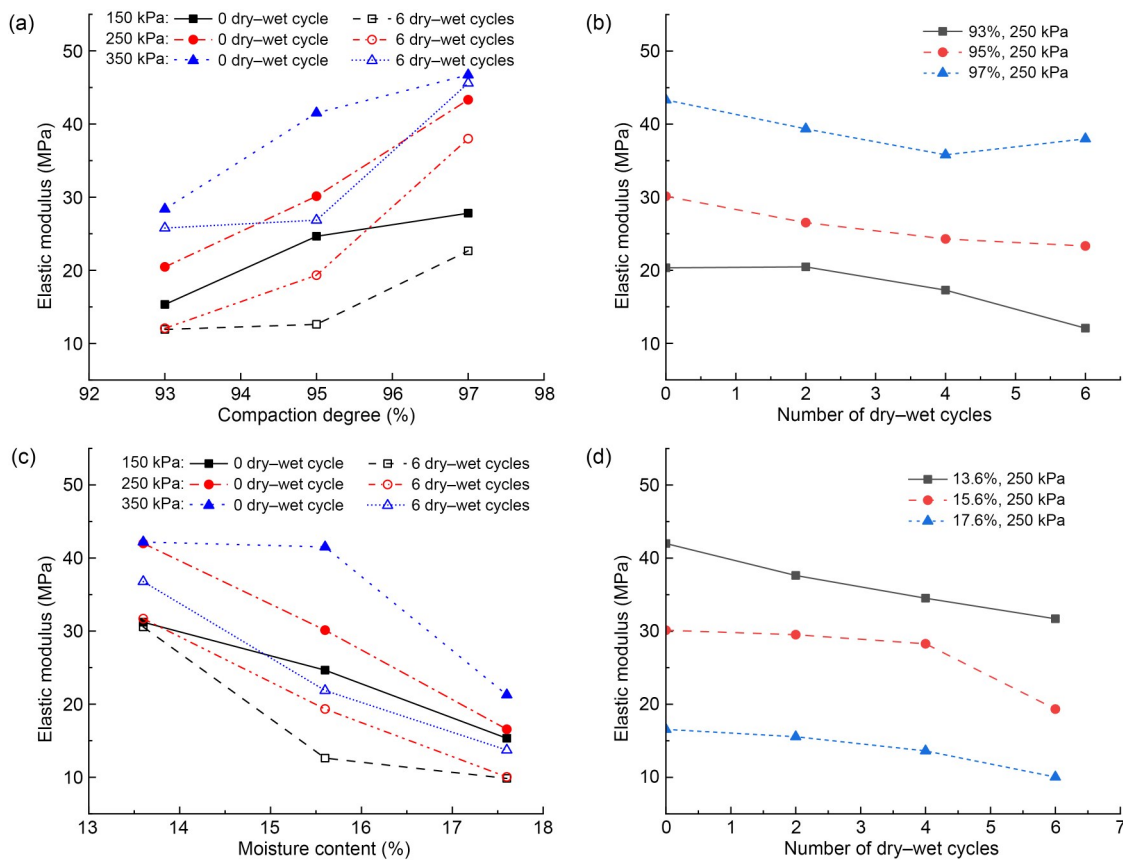 (a)
150 kPa: 0 dry–wet cycle 6 dry–wet cycles
250 kPa: 0 dry–wet cycle 6 dry–wet cycles
350 kPa: 0 dry–wet cycle 6 dry–wet cycles
Elastic modulus (MPa)
50
40
30
20
10
92 93 94 95 96 97 98
Compaction degree (%)
(b)
93%, 250 kPa
95%, 250 kPa
97%, 250 kPa
Elastic modulus (MPa)
50
40
30
20
10
0 1 2 3 4 5 6
Number of dry–wet cycles
(c)
150 kPa: 0 dry–wet cycle 6 dry–wet cycles
250 kPa: 0 dry–wet cycle 6 dry–wet cycles
350 kPa: 0 dry–wet cycle 6 dry–wet cycles
Elastic modulus (MPa)
50
40
30
20
10
13 14 15 16 17 18
Moisture content (%)
(d)
13.6%, 250 kPa
15.6%, 250 kPa
17.6%, 250 kPa
Elastic modulus (MPa)
50
40
30
20
10
0 1 2 3 4 5 6 7
Number of dry–wet cycles